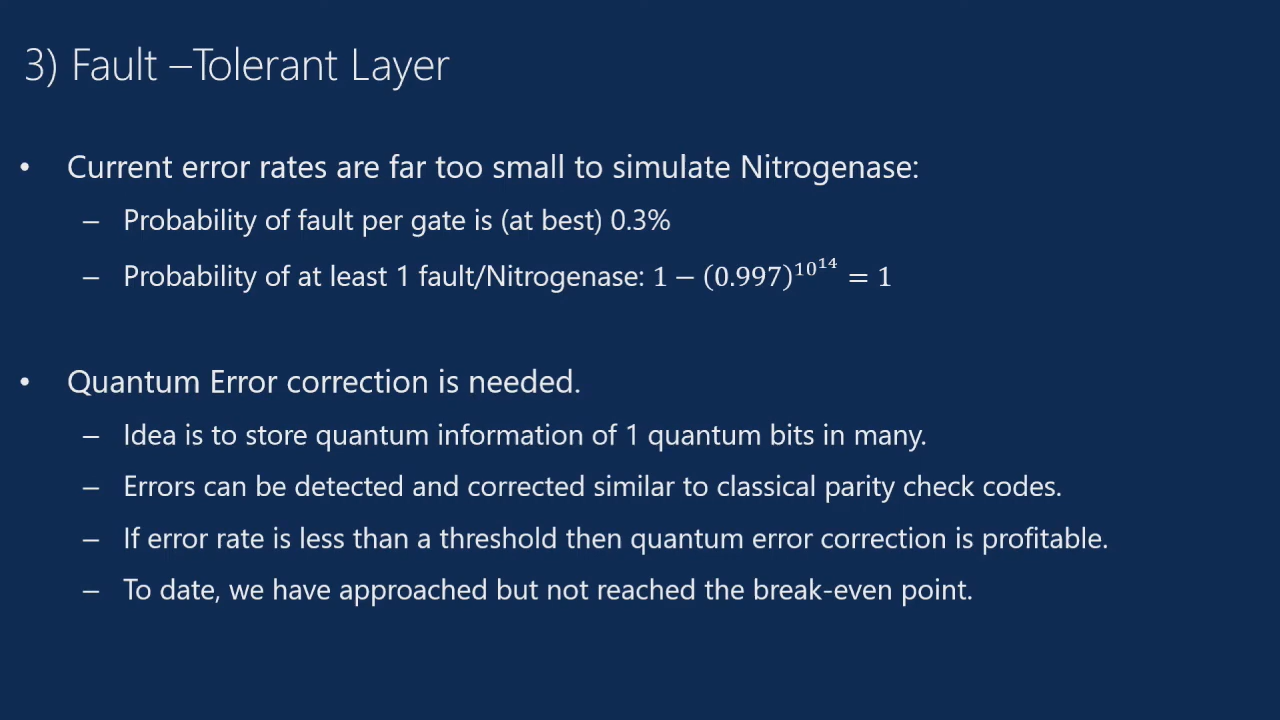 3) Fault –Tolerant Layer
• Current error rates are far too small to simulate Nitrogenase:
– Probability of fault per gate is (at best) 0.3%
– Probability of at least 1 fault/Nitrogenase: 1 − (0.997)^10^14 = 1
• Quantum Error correction is needed.
– Idea is to store quantum information of 1 quantum bits in many.
– Errors can be detected and corrected similar to classical parity check codes.
– If error rate is less than a threshold then quantum error correction is profitable.
– To date, we have approached but not reached the break-even point.